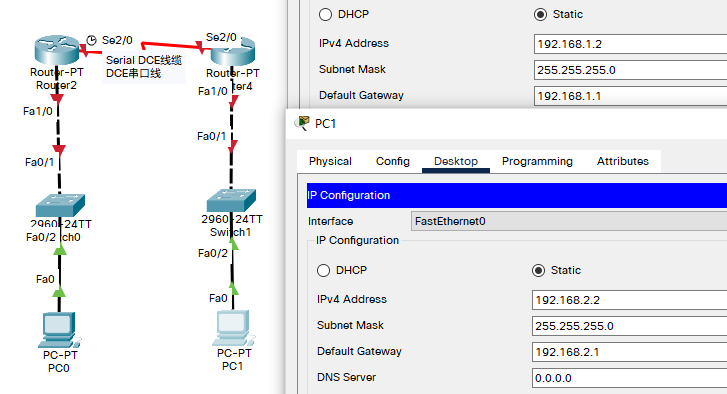 Se2/0
Se2/0
Serial DCE线缆
DCE串口线
Router-PT
Router2
Router-PT
ter4
Fa1/0
Fa1/0
Fa0/1
Fa0/1
2960-24TT
Fa0/2
tch0
2960-24TT
Switch1
Fa0/2
Fa0
Fa0
PC-PT
PC0
PC-PT
PC1
DHCP
Static
IPv4 Address
192.168.1.2
Subnet Mask
255.255.255.0
Default Gateway
192.168.1.1
PC1
Physical Config Desktop Programming Attributes
IP Configuration
Interface
FastEthernet0
IP Configuration
DHCP
Static
IPv4 Address
192.168.2.2
Subnet Mask
255.255.255.0
Default Gateway
192.168.2.1
DNS Server
0.0.0.0